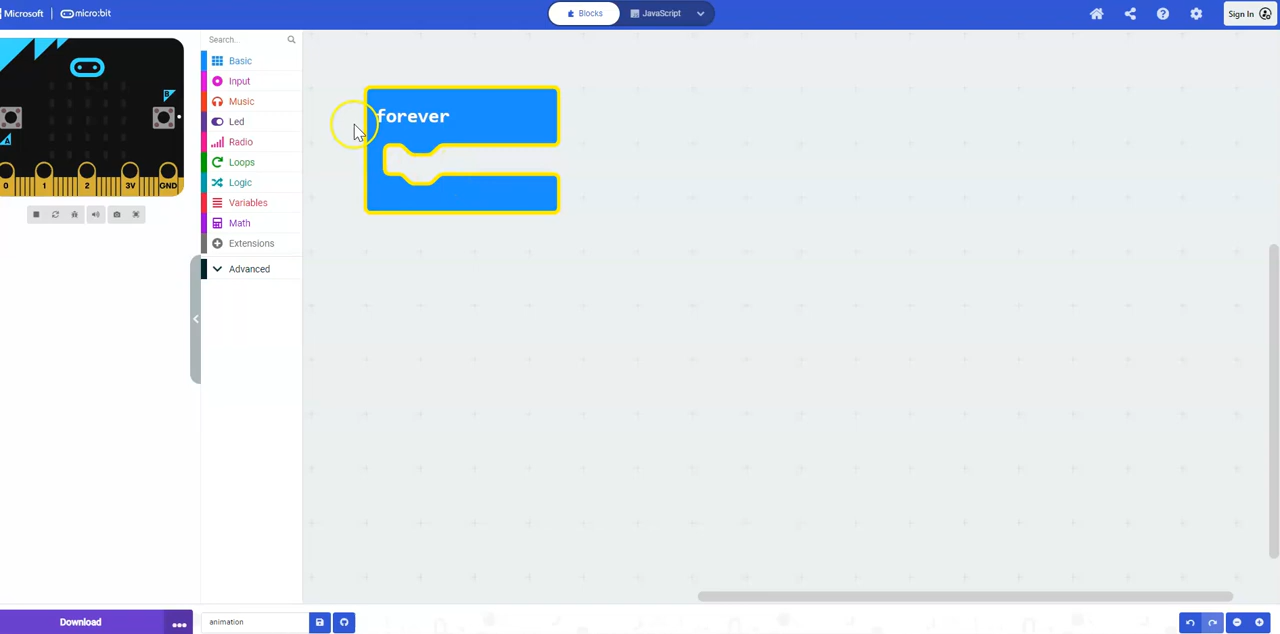 Microsoft
micro:bit
Blocks
JavaScript
Sign In
Search...
Basic
Input
Music
Led
Radio
Loops
Logic
Variables
Math
Extensions
Advanced
forever
B
A
0 1 2 3V GND
Download
animation